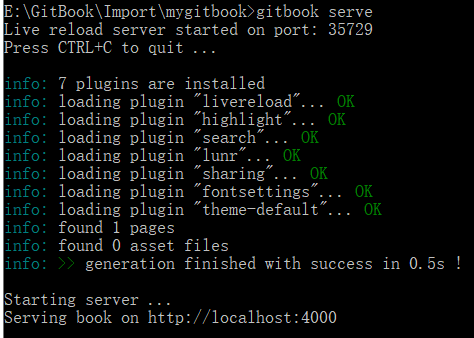 E:\GitBook\Import\mygitbook>gitbook serve
Live reload server started on port: 35729
Press CTRL+C to quit ...
info: 7 plugins are installed
info: loading plugin "livereload"... OK
info: loading plugin "highlight"... OK
info: loading plugin "search"... OK
info: loading plugin "lunr"... OK
info: loading plugin "sharing"... OK
info: loading plugin "fontsettings"... OK
info: loading plugin "theme-default"... OK
info: found 1 pages
info: found 0 asset files
info: >> generation finished with success in 0.5s !
Starting server ...
Serving book on http://localhost:4000